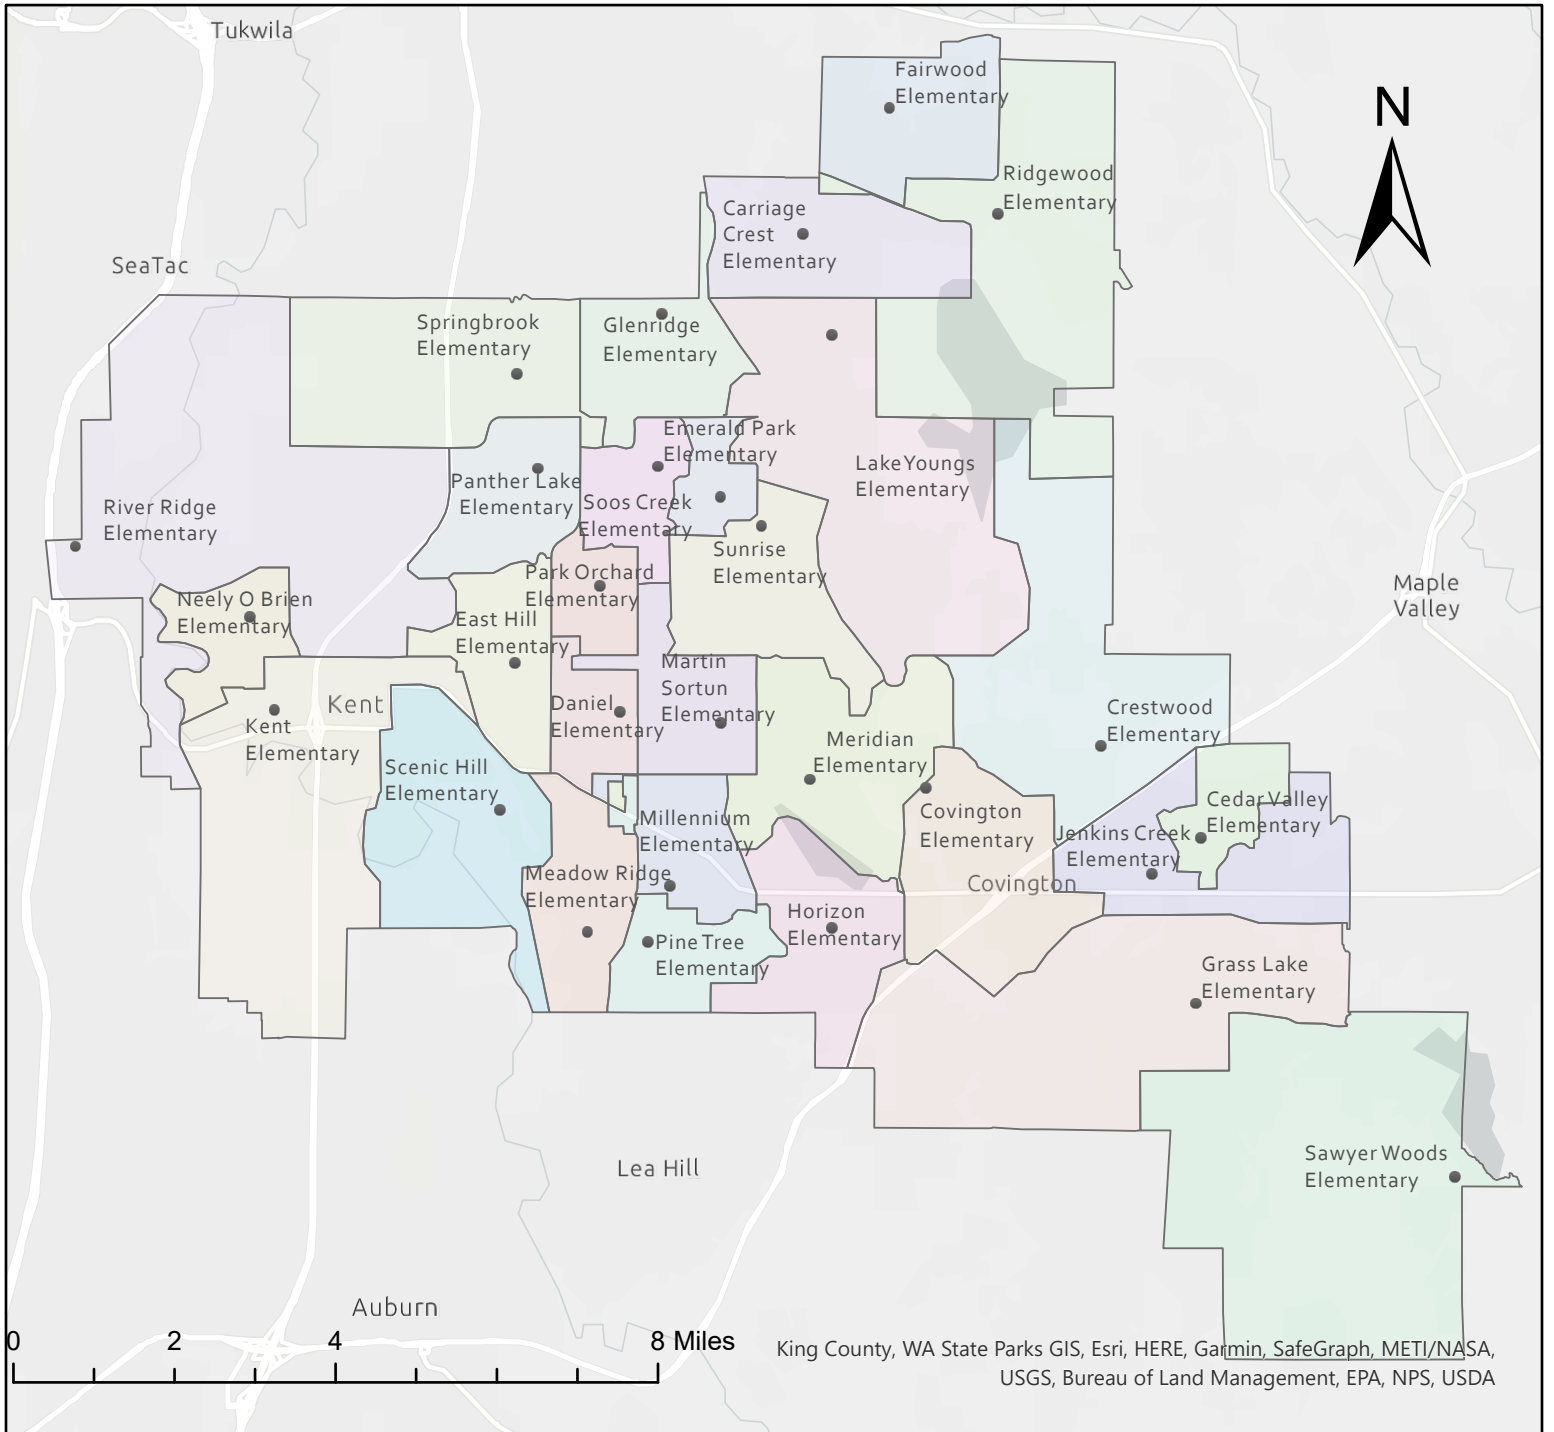 Tukwila
Fairwood
Elementary
N
Ridgewood
Elementary
Carriage
Crest
Elementary
SeaTac
Springbrook
Elementary
Glenridge
Elementary
Emerald Park
Elementary
Lake Youngs
Elementary
Panther Lake
Elementary
Soos Creek
Elementary
River Ridge
Elementary
Sunrise
Elementary
Park Orchard
Elementary
Maple
Valley
Neely O Brien
Elementary
East Hill
Elementary
Martin
Sortun
Elementary
Kent
Daniel
Elementary
Kent
Elementary
Crestwood
Elementary
Meridian
Elementary
Scenic Hill
Elementary
Millennium
Elementary
Covington
Elementary
Cedar Valley
Elementary
Jenkins Creek
Elementary
Meadow Ridge
Elementary
Covington
Horizon
Elementary
Pine Tree
Elementary
Grass Lake
Elementary
Sawyer Woods
Elementary
Lea Hill
Auburn
0 2 4 8 Miles
King County, WA State Parks GIS, Esri, HERE, Garmin, SafeGraph, METI/NASA,
USGS, Bureau of Land Management, EPA, NPS, USDA